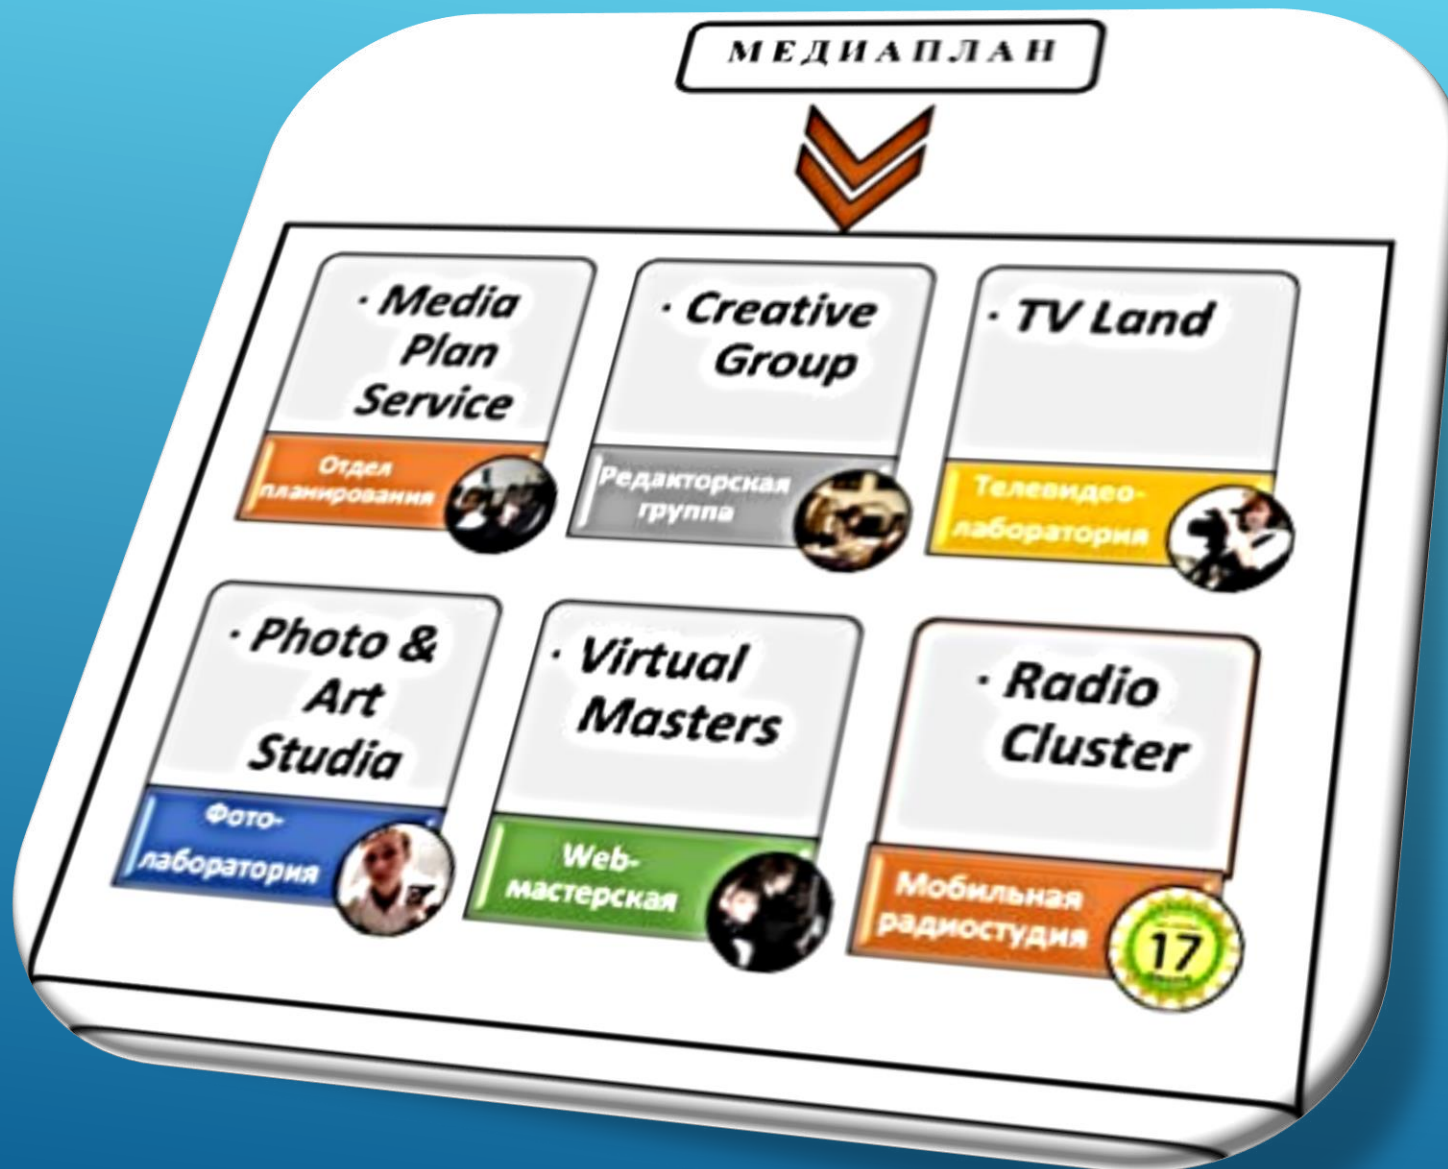 МЕДИАПЛАН
· Media
Plan
Service
Отдел
планирования
· Creative
Group
Редакторская
группа
· TV Land
Телевидео-
лаборатория
· Photo &
Art
Studia
Фото-
лаборатория
· Virtual
Masters
Web-
мастерская
· Radio
Cluster
Мобильная
радиостудия
17